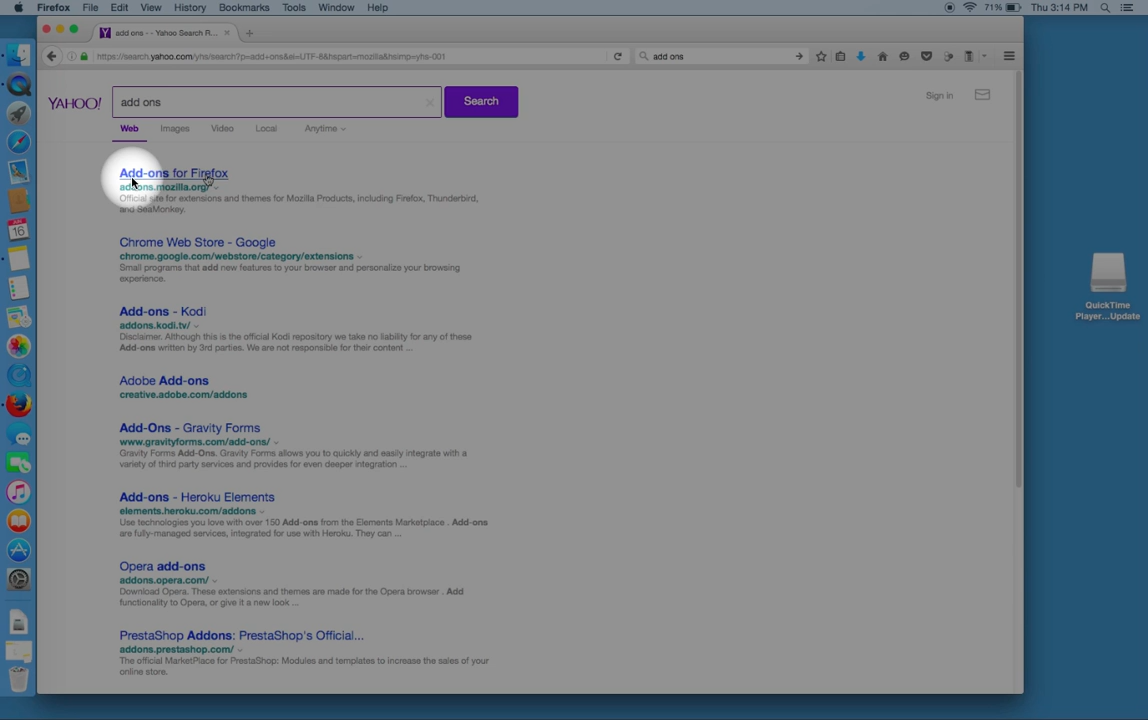 Firefox File Edit View History Bookmarks Tools Window Help 71% Thu 3:14 PM
add ons - - Yahoo Search R...
https://search.yahoo.com/yhs/search?p=add+ons&ei=UTF-8&hspart=mozilla&hsimp=yhs-001 add ons
YAHOO! add ons Search Sign in
Web Images Video Local Anytime
Add-ons for Firefox
addons.mozilla.org/
Official site for extensions and themes for Mozilla Products, including Firefox, Thunderbird,
and SeaMonkey.
Chrome Web Store - Google
chrome.google.com/webstore/category/extensions
Small programs that add new features to your browser and personalize your browsing
experience.
Add-ons - Kodi
addons.kodi.tv/
Disclaimer. Although this is the official Kodi repository we take no liability for any of these
Add-ons written by 3rd parties. We are not responsible for their content ...
Adobe Add-ons
creative.adobe.com/addons
Add-Ons - Gravity Forms
www.gravityforms.com/add-ons/
Gravity Forms Add-Ons. Gravity Forms allows you to quickly and easily integrate with a
variety of third party services and provides for even deeper integration ...
Add-ons - Heroku Elements
elements.heroku.com/addons
Use technologies you love with over 150 Add-ons from the Elements Marketplace . Add-ons
are fully-managed services, integrated for use with Heroku. They can ...
Opera add-ons
addons.opera.com/
Download Opera. These extensions and themes are made for the Opera browser . Add
functionality to Opera, or give it a new look ...
PrestaShop Addons: PrestaShop's Official...
addons.prestashop.com/
The official MarketPlace for PrestaShop: Modules and templates to increase the sales of your
online store.
QuickTime
Player...Update
16